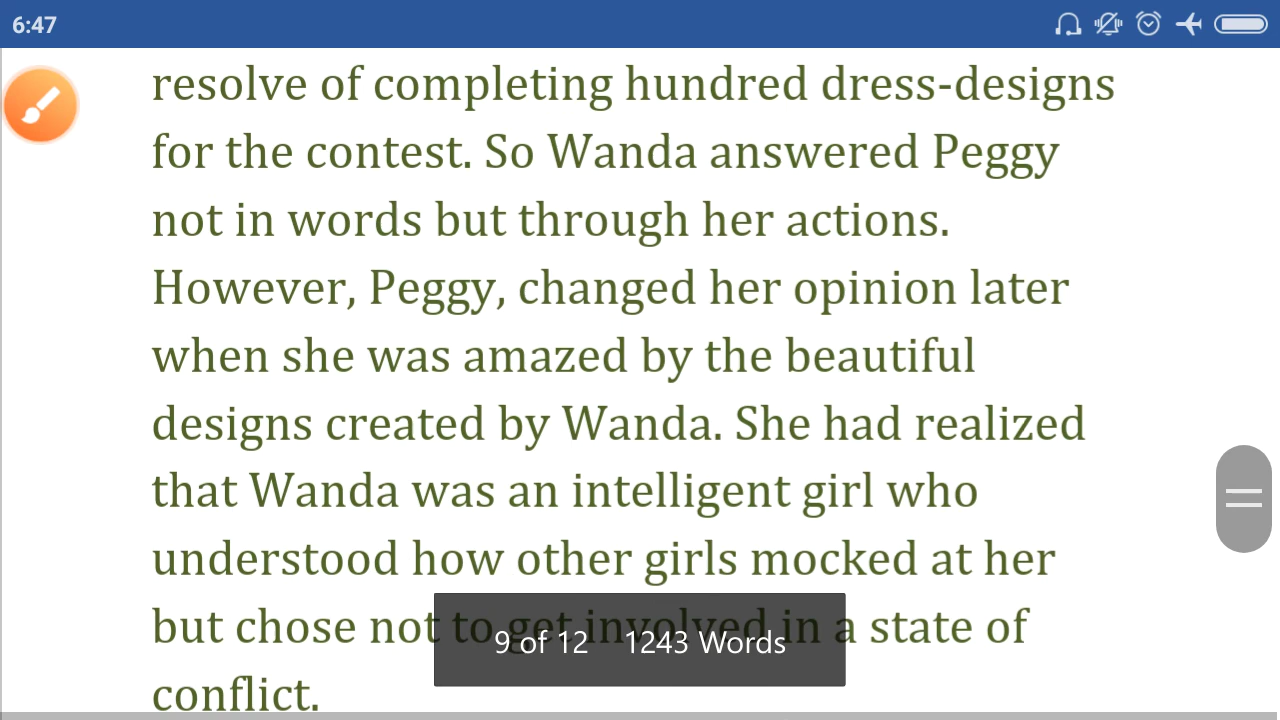 6:47
resolve of completing hundred dress-designs
for the contest. So Wanda answered Peggy
not in words but through her actions.
However, Peggy, changed her opinion later
when she was amazed by the beautiful
designs created by Wanda. She had realized
that Wanda was an intelligent girl who
understood how other girls mocked at her
but chose not to get involved in a state of
9 of 12 1243 Words
conflict.